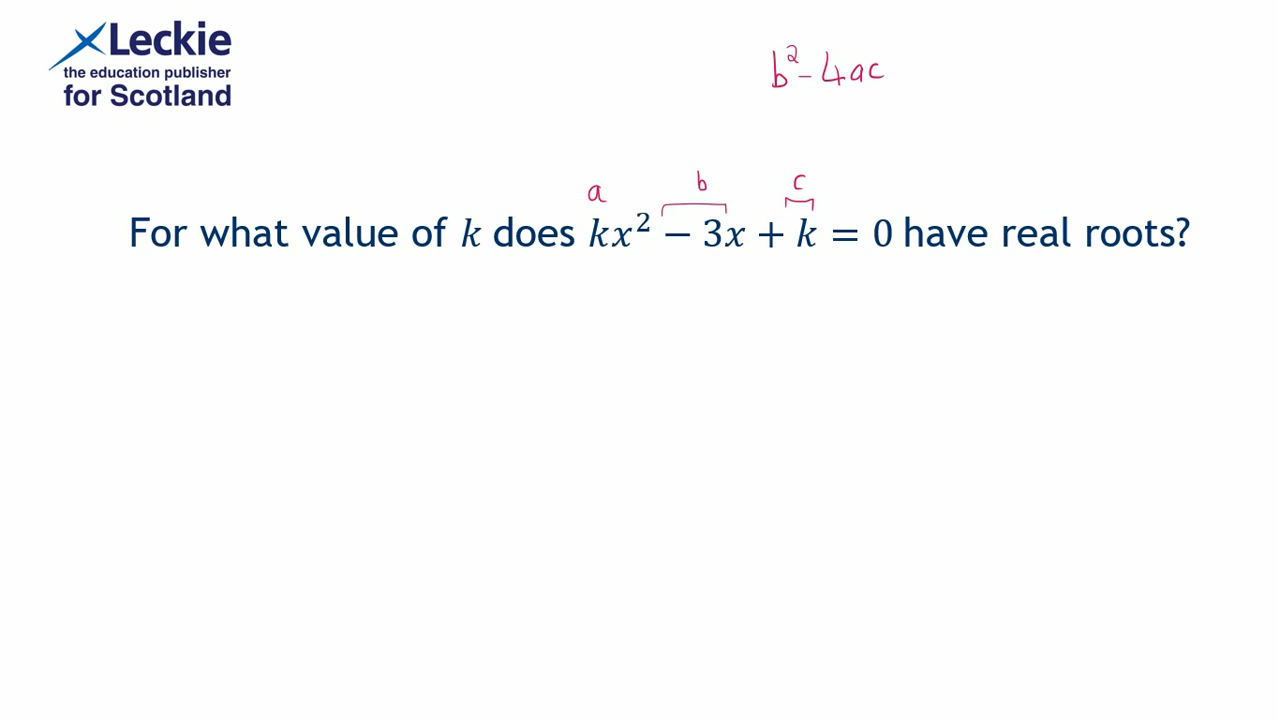 Leckie
the education publisher
for Scotland
b² - 4ac
a b c
For what value of k does kx² − 3x + k = 0 have real roots?